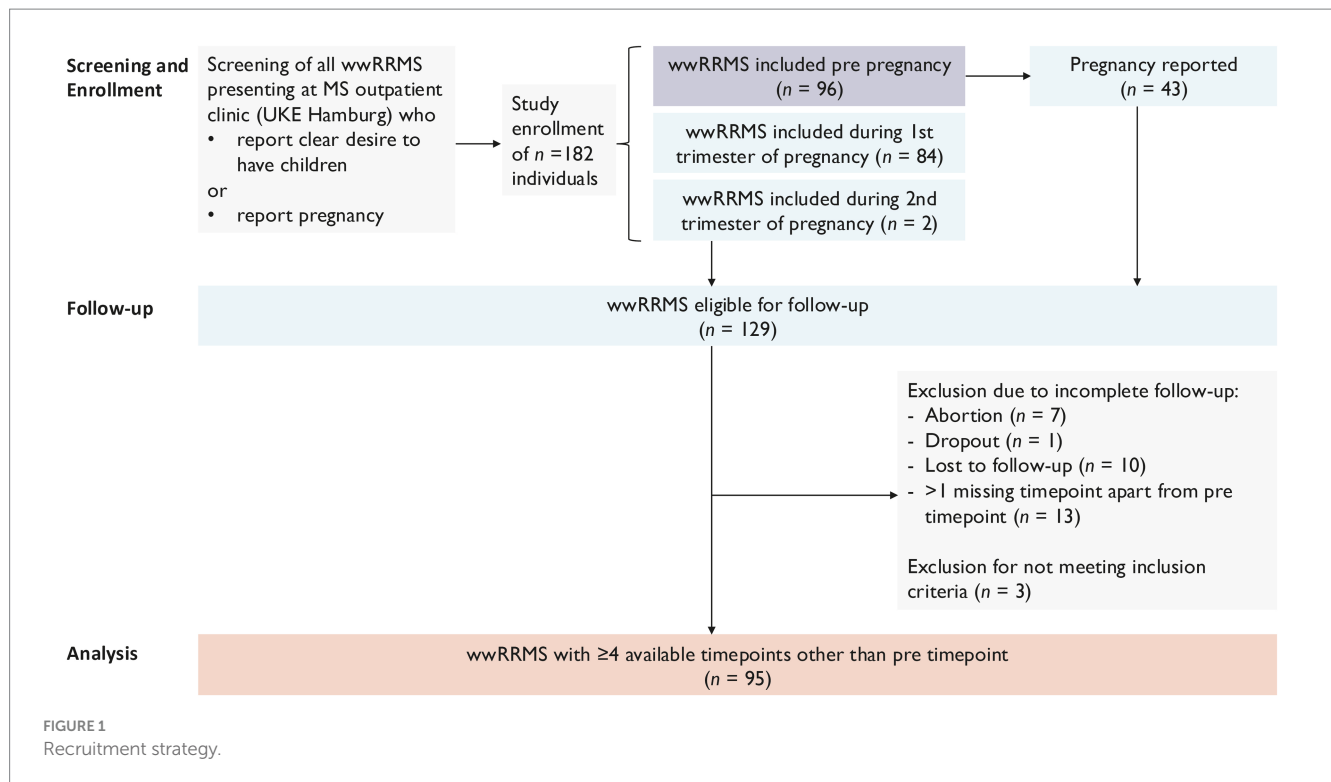 Screening and
Enrollment
Screening of all wwRRMS
presenting at MS outpatient
clinic (UKE Hamburg) who
• report clear desire to
have children
or
• report pregnancy
Study
enrollment
of n =182
individuals
wwRRMS included pre pregnancy
(n = 96)
wwRRMS included during 1st
trimester of pregnancy (n = 84)
wwRRMS included during 2nd
trimester of pregnancy (n = 2)
Pregnancy reported
(n = 43)
Follow-up
wwRRMS eligible for follow-up
(n = 129)
Exclusion due to incomplete follow-up:
- Abortion (n = 7)
- Dropout (n = 1)
- Lost to follow-up (n = 10)
- >1 missing timepoint apart from pre
timepoint (n = 13)
Exclusion for not meeting inclusion
criteria (n = 3)
Analysis
wwRRMS with ≥4 available timepoints other than pre timepoint
(n = 95)
FIGURE 1
Recruitment strategy.